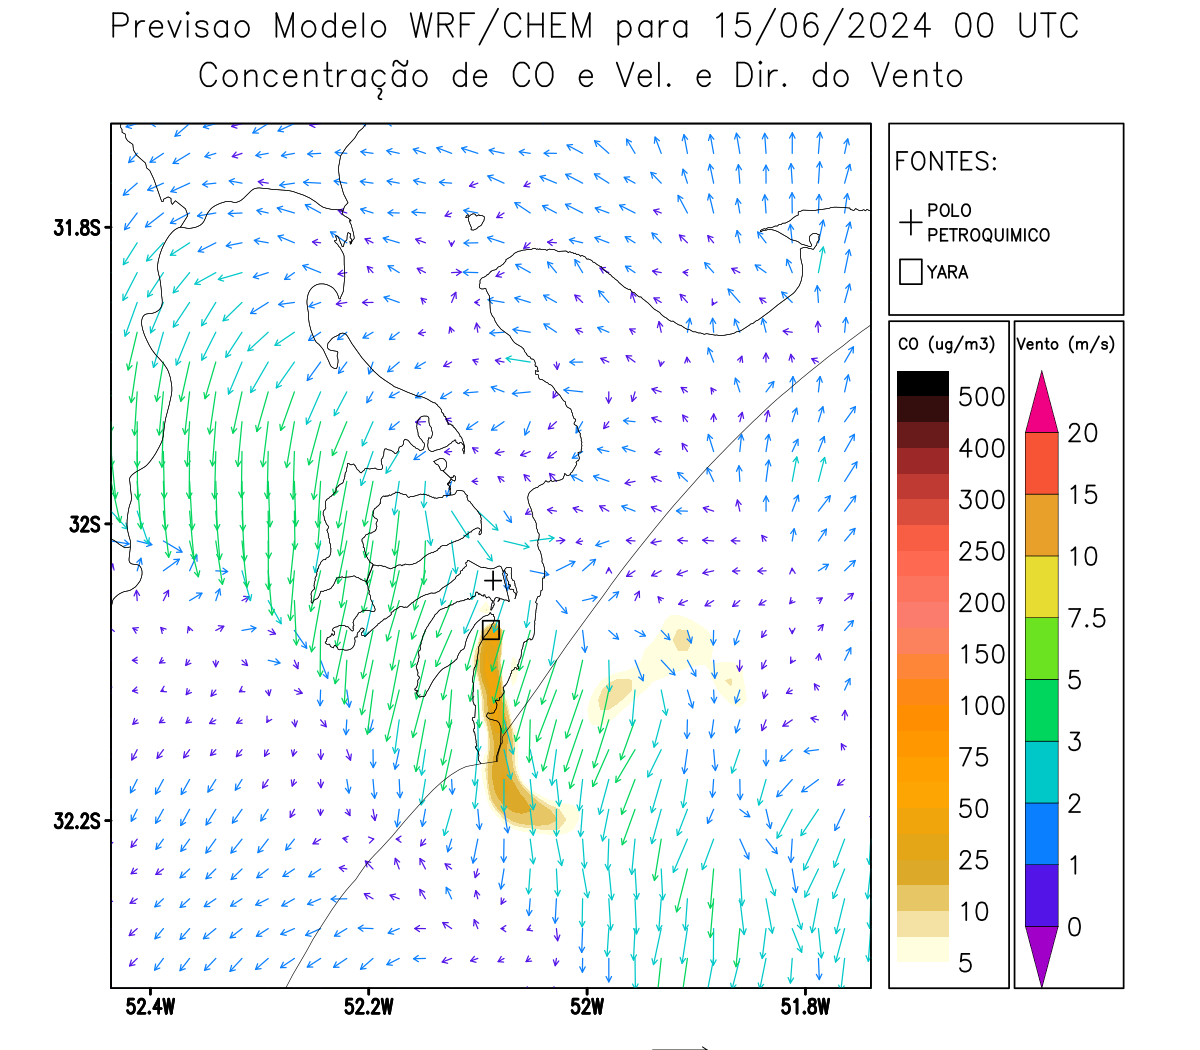 Previsao Modelo WRF/CHEM para 15/06/2024 00 UTC
Concentração de CO e Vel. e Dir. do Vento
FONTES:
POLO
PETROQUIMICO
YARA
CO (ug/m3)
500
400
300
250
200
150
100
75
50
25
10
5
Vento (m/s)
20
15
10
7.5
5
3
2
1
0
31.8S
32S
32.2S
52.4W
52.2W
52W
51.8W